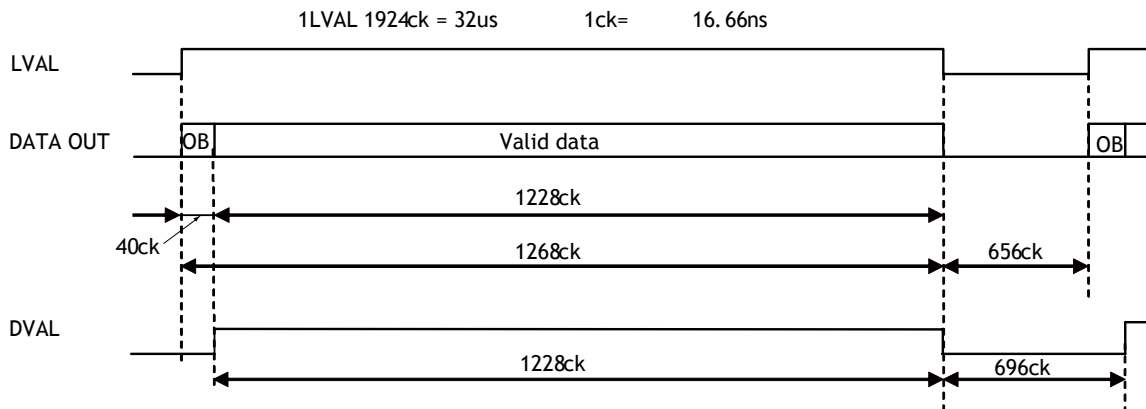 1LVAL 1924ck = 32us 1ck= 16.66ns
LVAL
DATA OUT OB Valid data OB
1228ck
40ck
1268ck 656ck
DVAL
1228ck 696ck